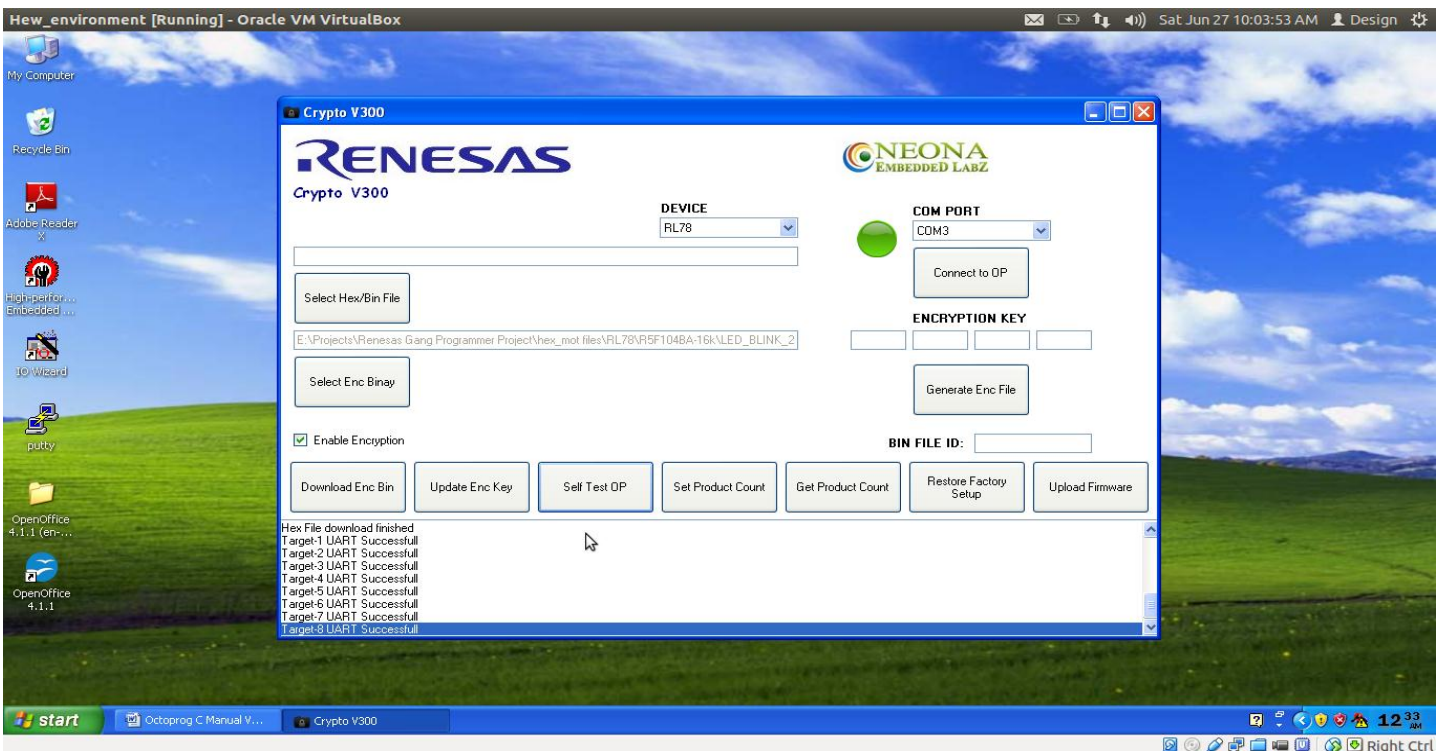 Hew_environment [Running] - Oracle VM VirtualBox
Sat Jun 27 10:03:53 AM
Design
My Computer
Recycle Bin
Adobe Reader
X
High-perfor...
Embedded ...
IO Wizard
putty
OpenOffice
4.1.1 (en-...
OpenOffice
4.1.1
Crypto V300
RENESAS
NEONA
EMBEDDED LABZ
Crypto V300
DEVICE
RL78
COM PORT
COM3
Connect to OP
Select Hex/Bin File
ENCRYPTION KEY
E:\Projects\Renesas Gang Programmer Project\hex_mot files\RL78\R5F104BA-16k\LED_BLINK_2
Select Enc Binay
Generate Enc File
Enable Encryption
BIN FILE ID:
Download Enc Bin
Update Enc Key
Self Test OP
Set Product Count
Get Product Count
Restore Factory
Setup
Upload Firmware
Hex File download finished
Target-1 UART Successfull
Target-2 UART Successfull
Target-3 UART Successfull
Target-4 UART Successfull
Target-5 UART Successfull
Target-6 UART Successfull
Target-7 UART Successfull
Target-8 UART Successfull
start
Octoprog C Manual V...
Crypto V300
12 33 AM
Right Ctrl